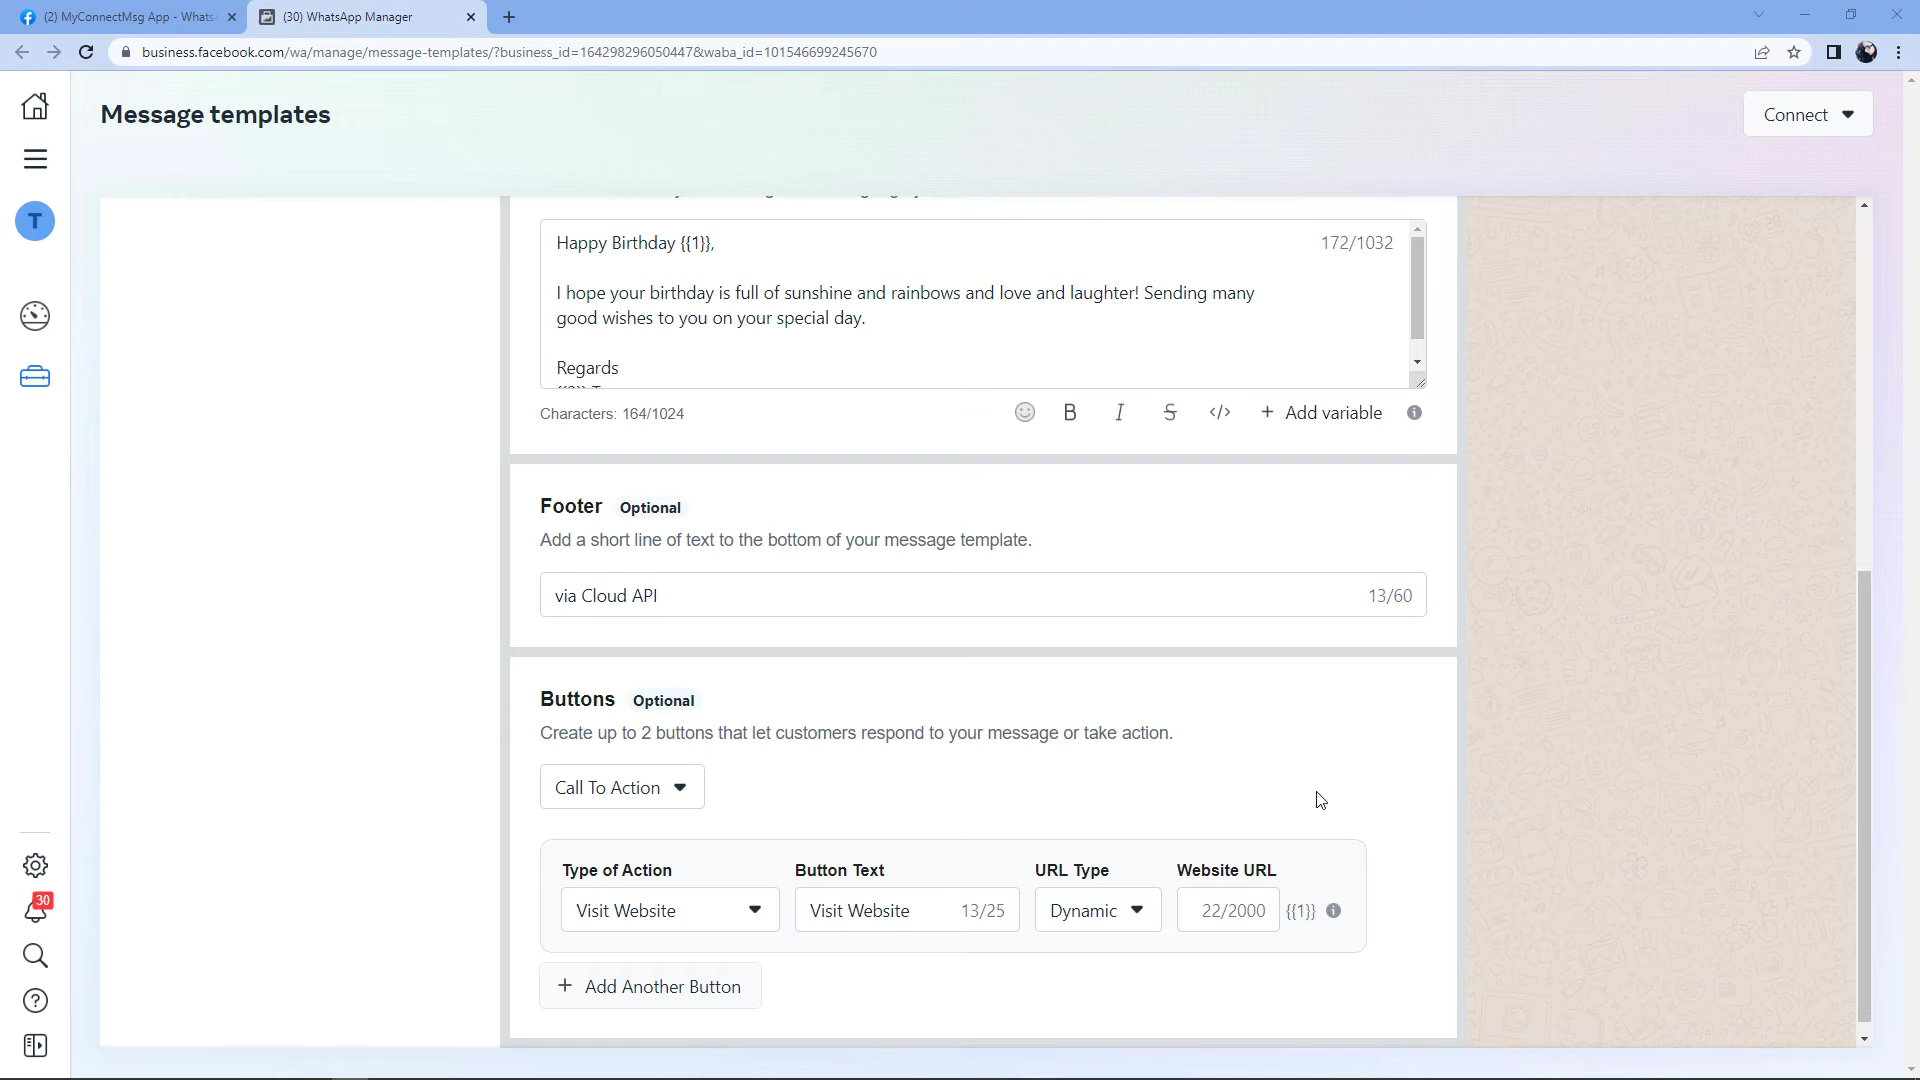 (2) MyConnectMsg App - Whats
(30) WhatsApp Manager
business.facebook.com/wa/manage/message-templates/?business_id=164298296050447&waba_id=101546699245670
Message templates
Connect
T
Happy Birthday {{1}},
172/1032
I hope your birthday is full of sunshine and rainbows and love and laughter! Sending many
good wishes to you on your special day.
Regards
Characters: 164/1024
B I S </> + Add variable
Footer Optional
Add a short line of text to the bottom of your message template.
via Cloud API
13/60
Buttons Optional
Create up to 2 buttons that let customers respond to your message or take action.
Call To Action
Type of Action Button Text URL Type Website URL
Visit Website Visit Website 13/25 Dynamic 22/2000 {{1}}
+ Add Another Button
30